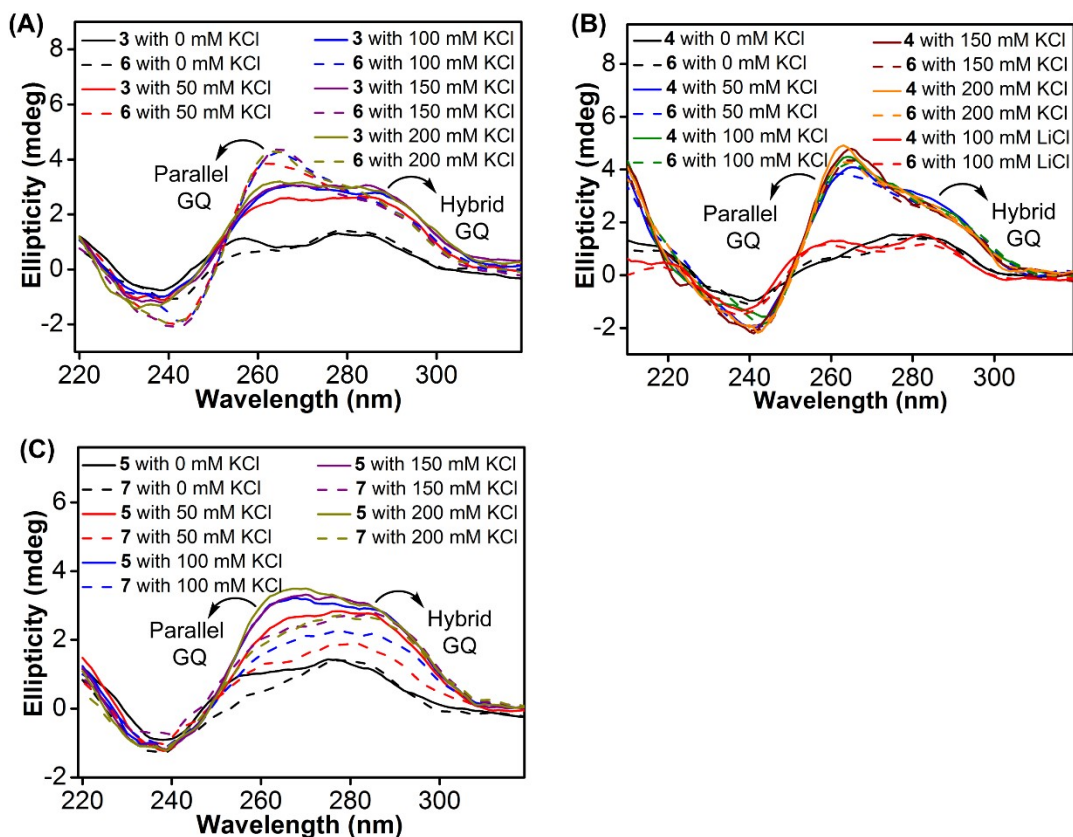 (A)
3 with 0 mM KCl
6 with 0 mM KCl
3 with 50 mM KCl
6 with 50 mM KCl
3 with 100 mM KCl
6 with 100 mM KCl
3 with 150 mM KCl
6 with 150 mM KCl
3 with 200 mM KCl
6 with 200 mM KCl
Parallel
GQ
Hybrid
GQ
Ellipticity (mdeg)
8
4
0
-2
220 240 260 280 300
Wavelength (nm)
(B)
4 with 0 mM KCl
6 with 0 mM KCl
4 with 50 mM KCl
6 with 50 mM KCl
4 with 100 mM KCl
6 with 100 mM KCl
4 with 150 mM KCl
6 with 150 mM KCl
4 with 200 mM KCl
6 with 200 mM KCl
4 with 100 mM LiCl
6 with 100 mM LiCl
Parallel
GQ
Hybrid
GQ
Ellipticity (mdeg)
8
6
4
2
0
-2
220 240 260 280 300
Wavelength (nm)
(C)
5 with 0 mM KCl
7 with 0 mM KCl
5 with 50 mM KCl
7 with 50 mM KCl
5 with 100 mM KCl
7 with 100 mM KCl
5 with 150 mM KCl
7 with 150 mM KCl
5 with 200 mM KCl
7 with 200 mM KCl
Parallel
GQ
Hybrid
GQ
Ellipticity (mdeg)
6
4
2
0
-2
220 240 260 280 300
Wavelength (nm)